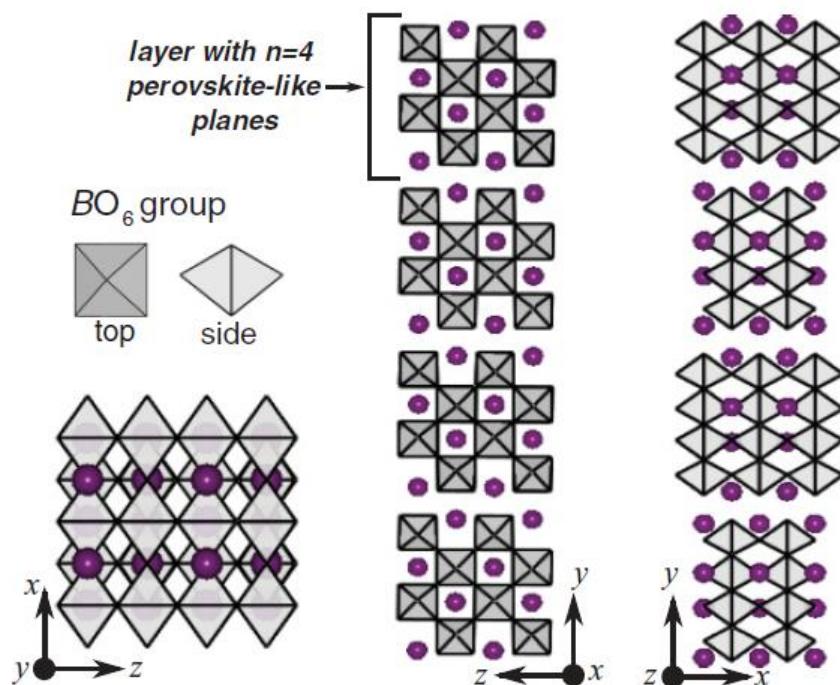 layer with n=4
perovskite-like
planes
BO₆ group
top
side
x
y
z
y
z
x
y
z
x